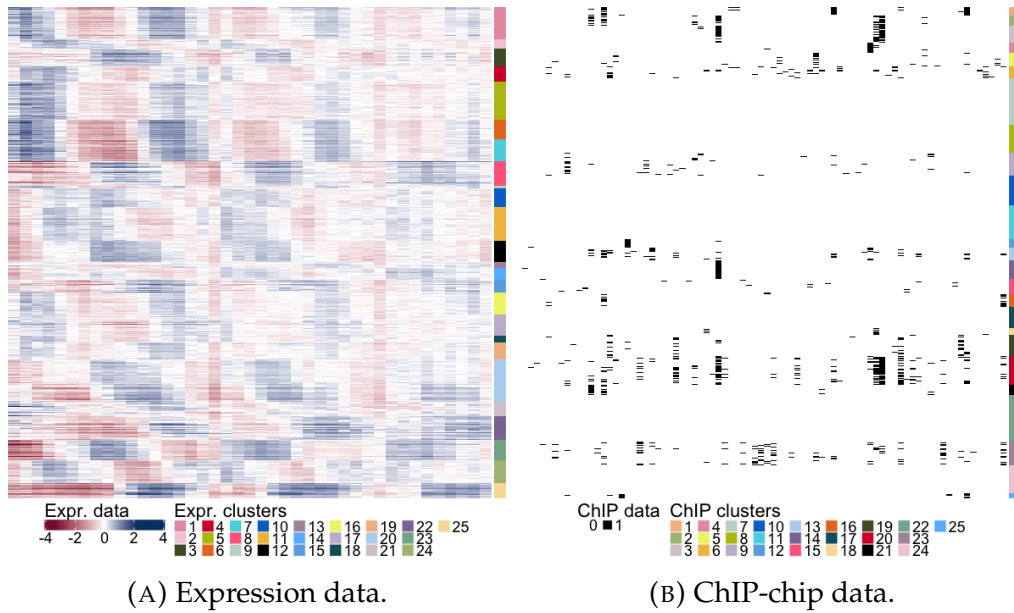 Expr. data
-4 -2 0 2 4
Expr. clusters
1 4 7 10 13 16 19 22 25
2 5 8 11 14 17 20 23
3 6 9 12 15 18 21 24
ChIP data
0 1
ChIP clusters
1 4 7 10 13 16 19 22 25
2 5 8 11 14 17 20 23
3 6 9 12 15 18 21 24
(A) Expression data.
(B) ChIP-chip data.